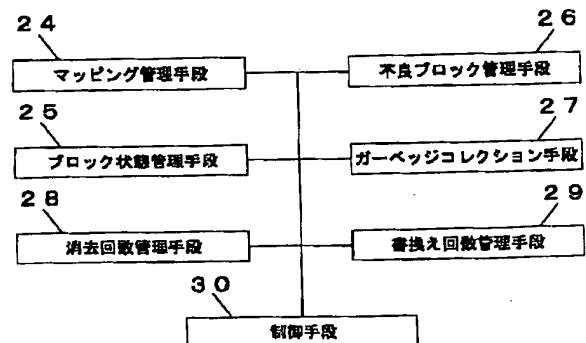 ２４
マッピング管理手段
２６
不良ブロック管理手段
２５
ブロック状態管理手段
２７
ガーベッジコレクション手段
２８
消去回数管理手段
２９
書換え回数管理手段
３０
制御手段